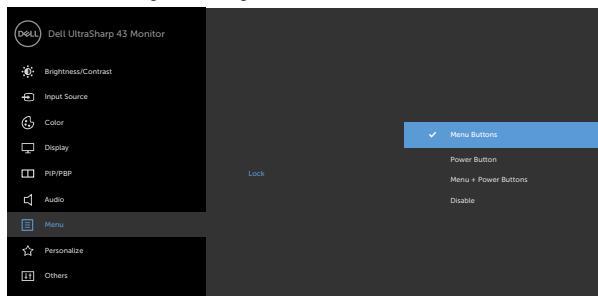 DELL
Dell UltraSharp 43 Monitor
Brightness/Contrast
Input Source
Color
Display
PIP/PBP
Audio
Menu
Personalize
Others
Lock
Menu Buttons
Power Button
Menu + Power Buttons
Disable